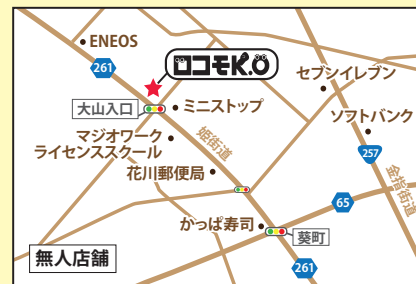 ENEOS
261
ロコモK.O
セブンイレブン
大山入口
ミニストップ
ソフトバンク
マジオワーク
ライセンススクール
姫街道
257
花川郵便局
金指街道
65
かっぱ寿司
葵町
無人店舗
261